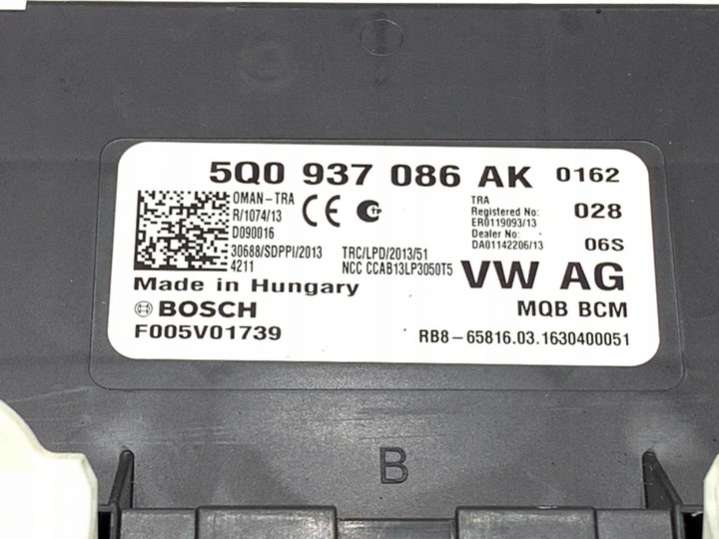 5Q0 937 086 AK 0162
OMAN-TRA
R/1074/13
D090016
30688/SDPPI/2013
4211
CE
TRC/LPD/2013/51
NCC CCAB13LP3050T5
TRA
Registered No:
ER0119093/13
Dealer No:
DA01142206/13
028
06S
Made in Hungary
VW AG
BOSCH
MQB BCM
F005V01739
RB8-65816.03.1630400051
B